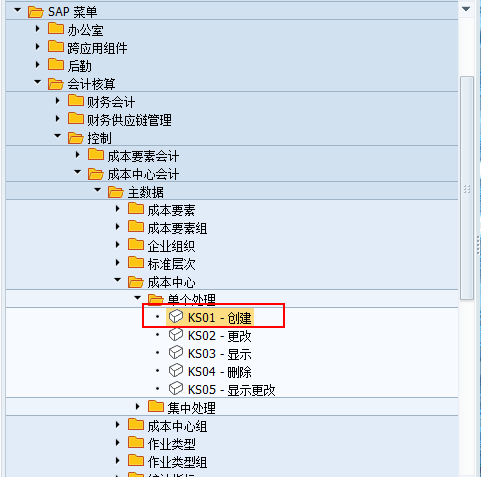 SAP 菜单
办公室
跨应用组件
后勤
会计核算
财务会计
财务供应链管理
控制
成本要素会计
成本中心会计
主数据
成本要素
成本要素组
企业组织
标准层次
成本中心
单个处理
KS01 - 创建
KS02 - 更改
KS03 - 显示
KS04 - 删除
KS05 - 显示更改
集中处理
成本中心组
作业类型
作业类型组